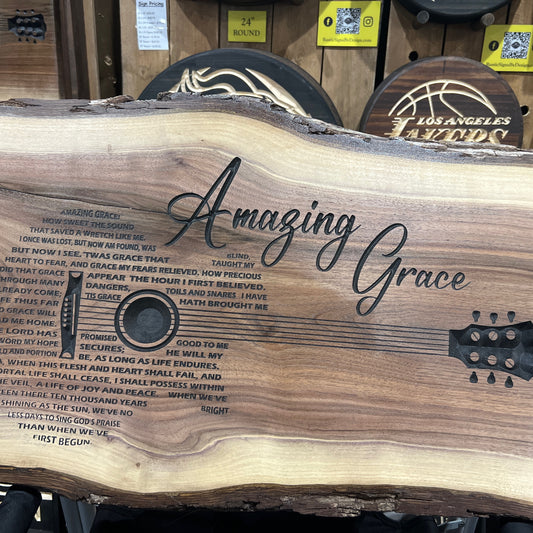 Sign Pricing
24"
ROUND
RusticSignsByDesign.com
LOS ANGELES
LAKERS
Amazing
Grace
AMAZING GRACE!
HOW SWEET THE SOUND
THAT SAVED A WRETCH LIKE ME.
I ONCE WAS LOST, BUT NOW AM FOUND, WAS BLIND,
BUT NOW I SEE. 'TWAS GRACE THAT TAUGHT MY
HEART TO FEAR, AND GRACE MY FEARS RELIEVED. HOW PRECIOUS
DID THAT GRACE APPEAR THE HOUR I FIRST BELIEVED.
THROUGH MANY DANGERS, TOILS AND SNARES I HAVE
ALREADY COME; 'TIS GRACE HATH BROUGHT ME
THUS FAR
GRACE WILL
LEAD ME HOME.
LORD HAS PROMISED GOOD TO ME
WORD MY HOPE SECURES; HE WILL MY
AND PORTION BE, AS LONG AS LIFE ENDURES.
WHEN THIS FLESH AND HEART SHALL FAIL, AND
LIFE SHALL CEASE, I SHALL POSSESS WITHIN
THE VEIL, A LIFE OF JOY AND PEACE. WHEN WE'VE
BEEN THERE TEN THOUSAND YEARS BRIGHT
SHINING AS THE SUN, WE'VE NO
LESS DAYS TO SING GOD'S PRAISE
THAN WHEN WE'VE
FIRST BEGUN.